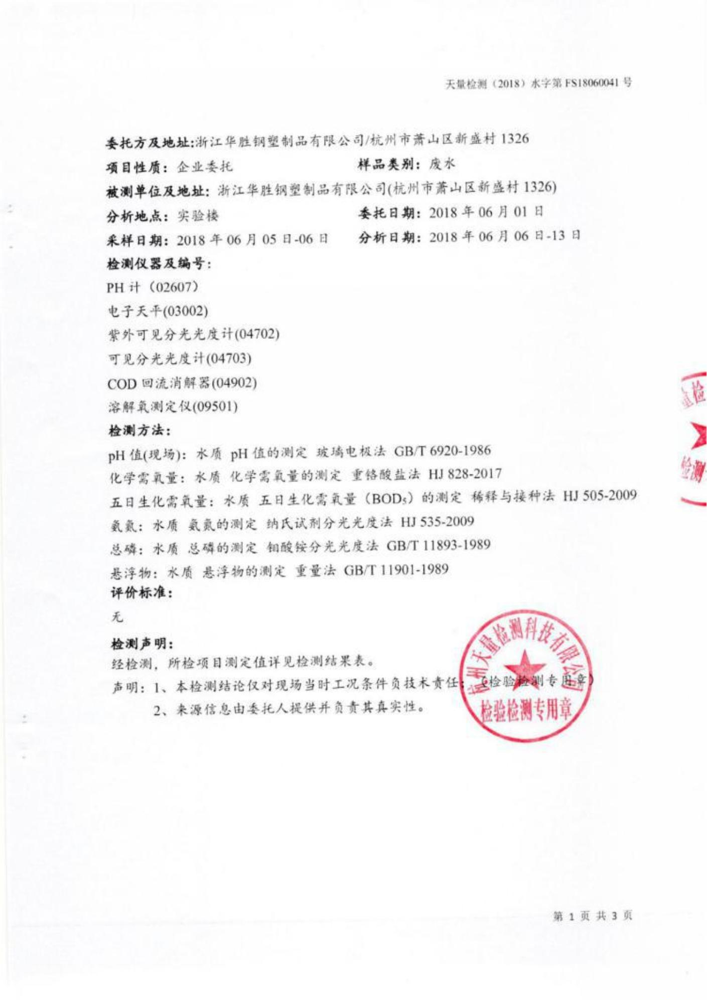 天量检测（2018）水字第 FS18060041 号
委托方及地址:浙江华胜钢塑制品有限公司/杭州市萧山区新盛村 1326
项目性质：企业委托 样品类别：废水
被测单位及地址：浙江华胜钢塑制品有限公司(杭州市萧山区新盛村 1326)
分析地点：实验楼 委托日期：2018 年 06 月 01 日
采样日期：2018 年 06 月 05 日-06 日 分析日期：2018 年 06 月 06 日-13 日
检测仪器及编号：
PH 计（02607）
电子天平(03002)
紫外可见分光光度计(04702)
可见分光光度计(04703)
COD 回流消解器(04902)
溶解氧测定仪(09501)
检测方法：
pH 值(现场)：水质 pH 值的测定 玻璃电极法 GB/T 6920-1986
化学需氧量：水质 化学需氧量的测定 重铬酸盐法 HJ 828-2017
五日生化需氧量：水质 五日生化需氧量（BOD₅）的测定 稀释与接种法 HJ 505-2009
氨氮：水质 氨氮的测定 纳氏试剂分光光度法 HJ 535-2009
总磷：水质 总磷的测定 钼酸铵分光光度法 GB/T 11893-1989
悬浮物：水质 悬浮物的测定 重量法 GB/T 11901-1989
评价标准：
无
检测声明：
经检测，所检项目测定值详见检测结果表。
声明：1、本检测结论仅对现场当时工况条件负技术责任；（检验检测专用章）
2、来源信息由委托人提供并负责其真实性。
杭州天量检测科技有限公司
检验检测专用章
量检
检测
第 1 页 共 3 页